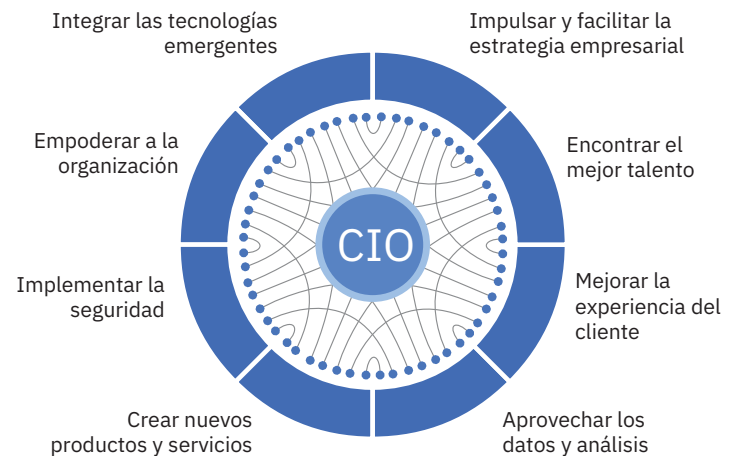 Integrar las tecnologías
emergentes
Impulsar y facilitar la
estrategia empresarial
Empoderar a la
organización
Encontrar el
mejor talento
CIO
Implementar la
seguridad
Mejorar la
experiencia del
cliente
Crear nuevos
productos y servicios
Aprovechar los
datos y análisis